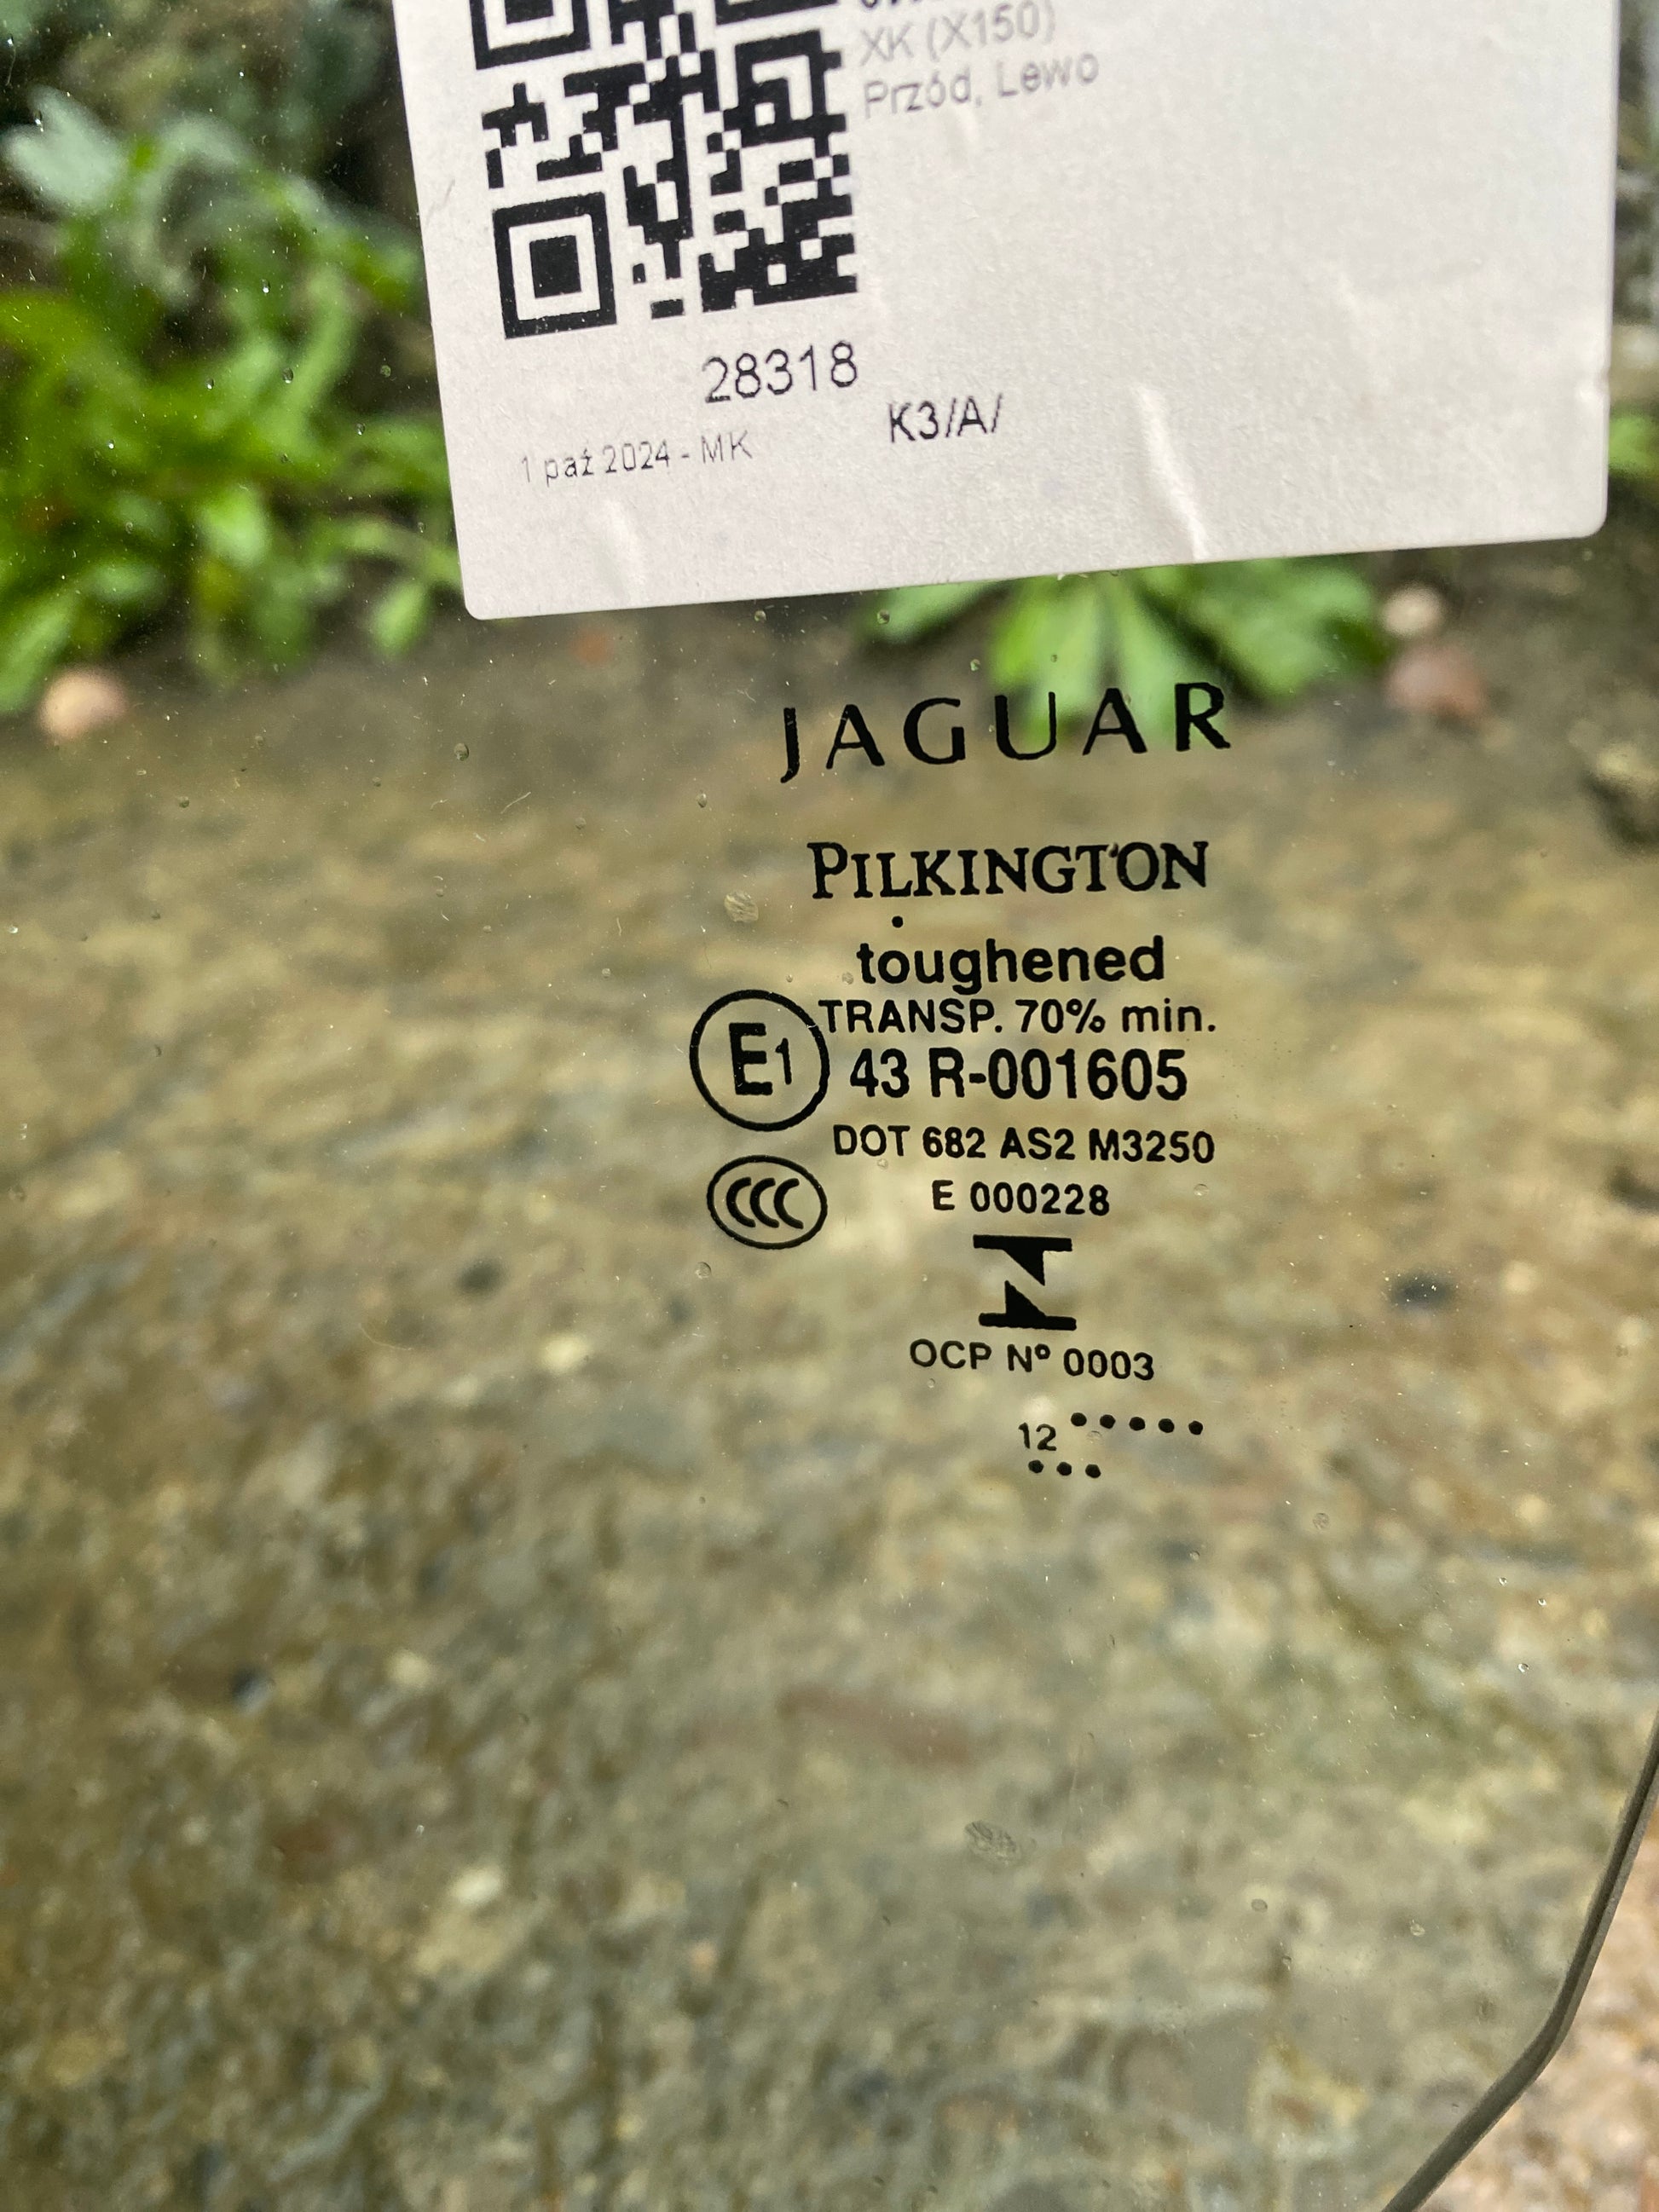 XK (X150)
Przód, Lewo
28318
K3/A/
1 paź 2024 - MK
JAGUAR
PILKINGTON
toughened
TRANSP. 70% min.
E1 43 R-001605
DOT 682 AS2 M3250
CCC E 000228
OCP Nº 0003
12